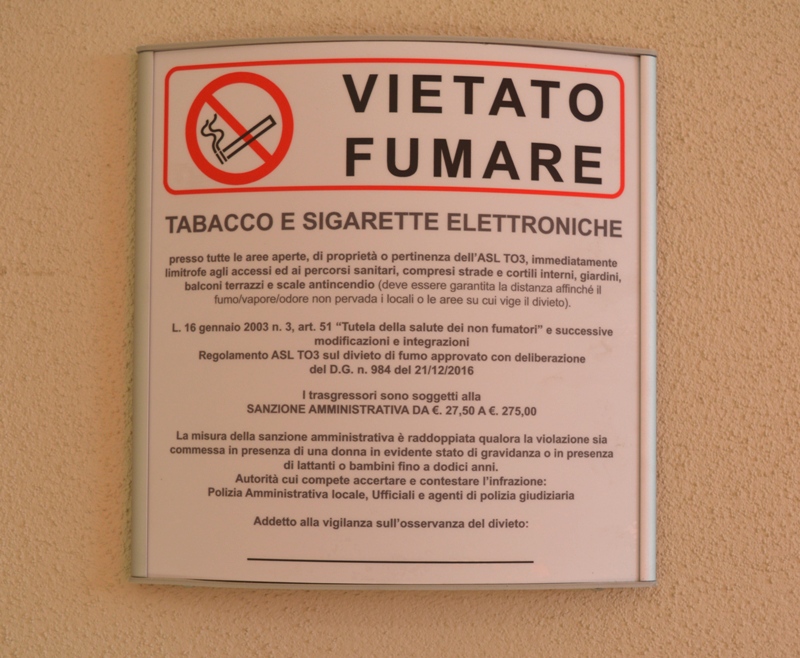 VIETATO
FUMARE
TABACCO E SIGARETTE ELETTRONICHE
presso tutte le aree aperte, di proprietà o pertinenza dell'ASL TO3, immediatamente
limitrofe agli accessi ed ai percorsi sanitari, compresi strade e cortili interni, giardini,
balconi terrazzi e scale antincendio (deve essere garantita la distanza affinché il
fumo/vapore/odore non pervada i locali o le aree su cui vige il divieto).
L. 16 gennaio 2003 n. 3, art. 51 “Tutela della salute dei non fumatori” e successive
modificazioni e integrazioni
Regolamento ASL TO3 sul divieto di fumo approvato con deliberazione
del D.G. n. 984 del 21/12/2016
I trasgressori sono soggetti alla
SANZIONE AMMINISTRATIVA DA €. 27,50 A €. 275,00
La misura della sanzione amministrativa è raddoppiata qualora la violazione sia
commessa in presenza di una donna in evidente stato di gravidanza o in presenza
di lattanti o bambini fino a dodici anni.
Autorità cui compete accertare e contestare l'infrazione:
Polizia Amministrativa locale, Ufficiali e agenti di polizia giudiziaria
Addetto alla vigilanza sull'osservanza del divieto: